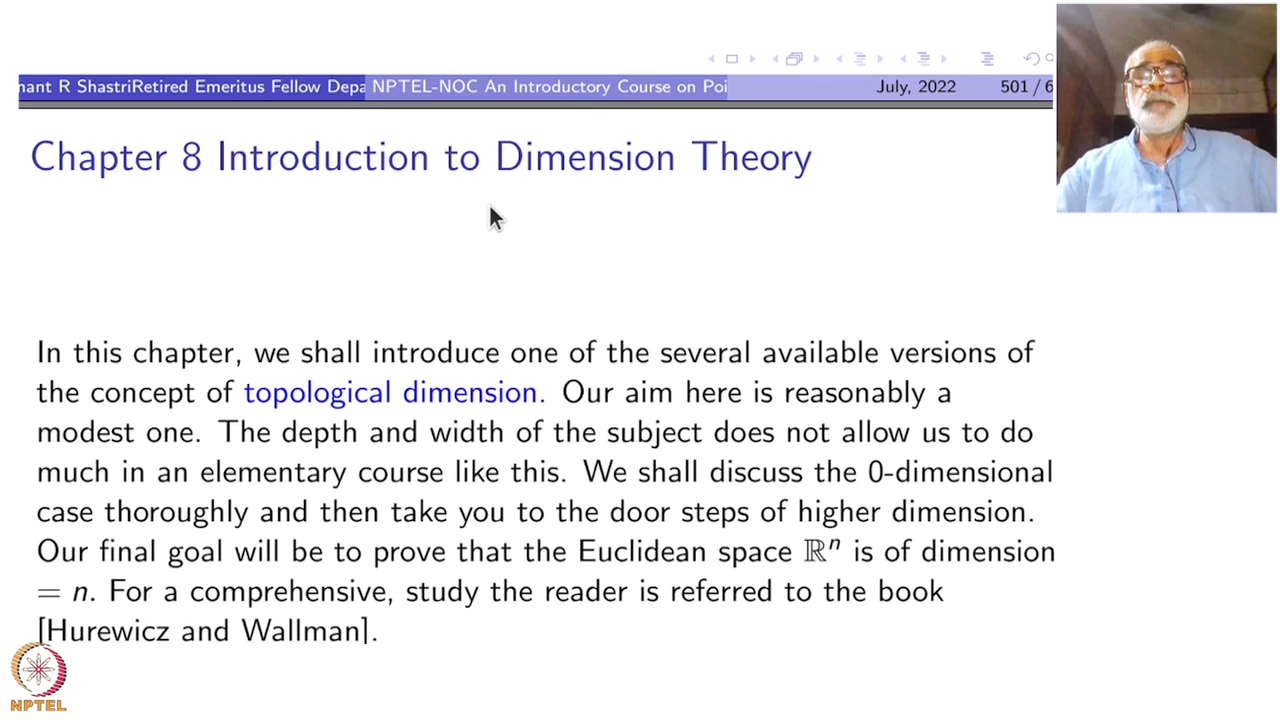 nant R ShastriRetired Emeritus Fellow Depa NPTEL-NOC An Introductory Course on Poi July, 2022 501 / 6
Chapter 8 Introduction to Dimension Theory
In this chapter, we shall introduce one of the several available versions of
the concept of topological dimension. Our aim here is reasonably a
modest one. The depth and width of the subject does not allow us to do
much in an elementary course like this. We shall discuss the 0-dimensional
case thoroughly and then take you to the door steps of higher dimension.
Our final goal will be to prove that the Euclidean space ℝⁿ is of dimension
= n. For a comprehensive, study the reader is referred to the book
[Hurewicz and Wallman].
NPTEL